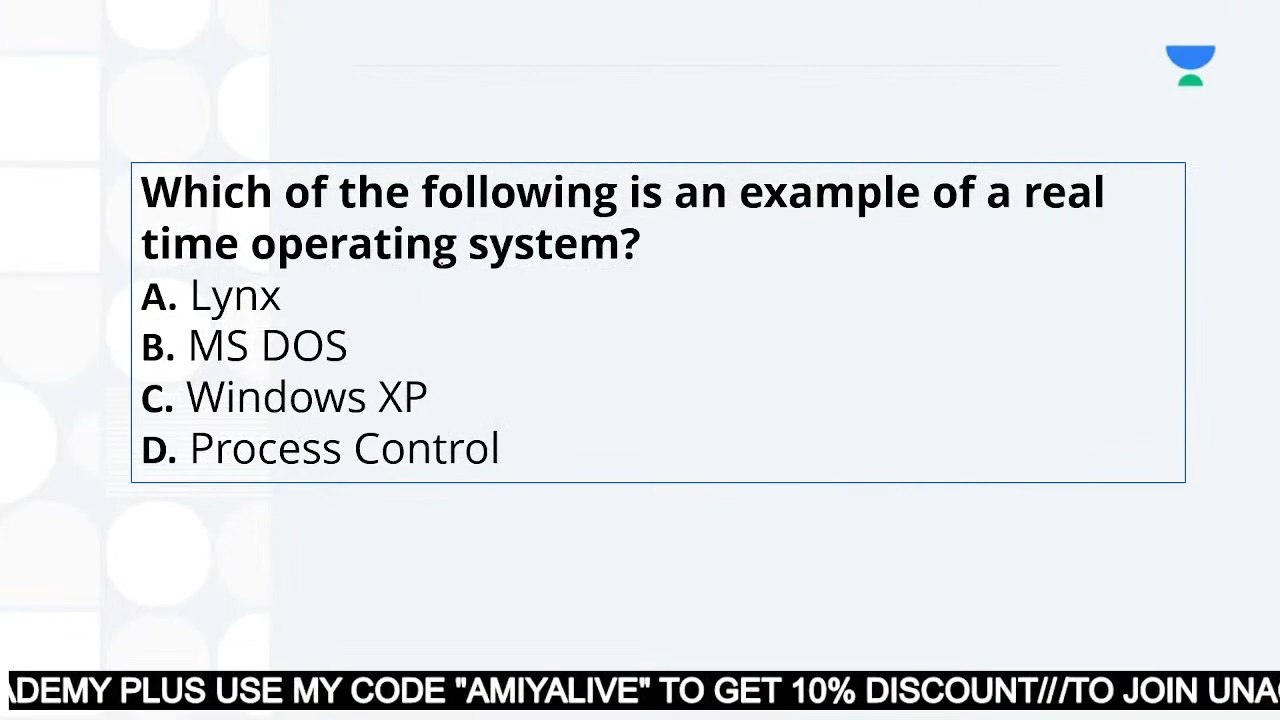 Which of the following is an example of a real
time operating system?
A. Lynx
B. MS DOS
C. Windows XP
D. Process Control
ADEMY PLUS USE MY CODE "AMIYALIVE" TO GET 10% DISCOUNT///TO JOIN UNA